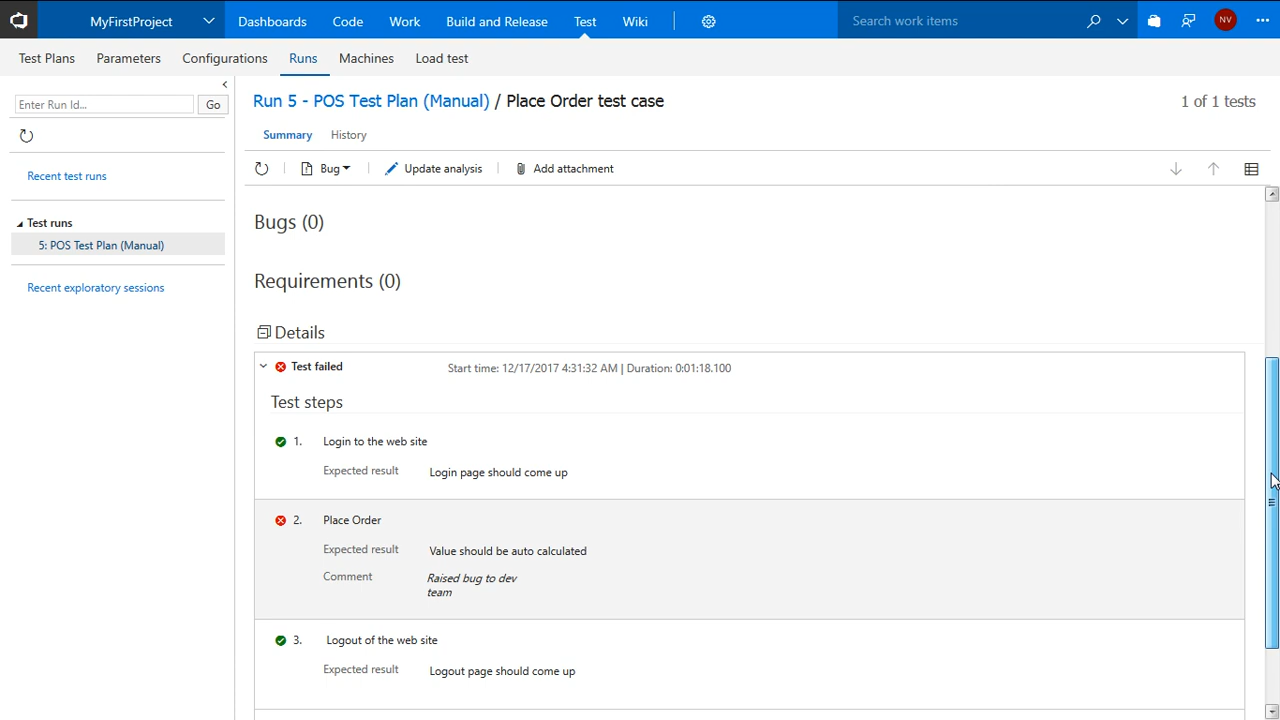 MyFirstProject Dashboards Code Work Build and Release Test Wiki Search work items NV
Test Plans Parameters Configurations Runs Machines Load test
Enter Run Id... Go
Recent test runs
Test runs
5: POS Test Plan (Manual)
Recent exploratory sessions
Run 5 - POS Test Plan (Manual) / Place Order test case 1 of 1 tests
Summary History
Bug Update analysis Add attachment
Bugs (0)
Requirements (0)
Details
Test failed Start time: 12/17/2017 4:31:32 AM | Duration: 0:01:18.100
Test steps
1. Login to the web site
Expected result Login page should come up
2. Place Order
Expected result Value should be auto calculated
Comment Raised bug to dev
team
3. Logout of the web site
Expected result Logout page should come up